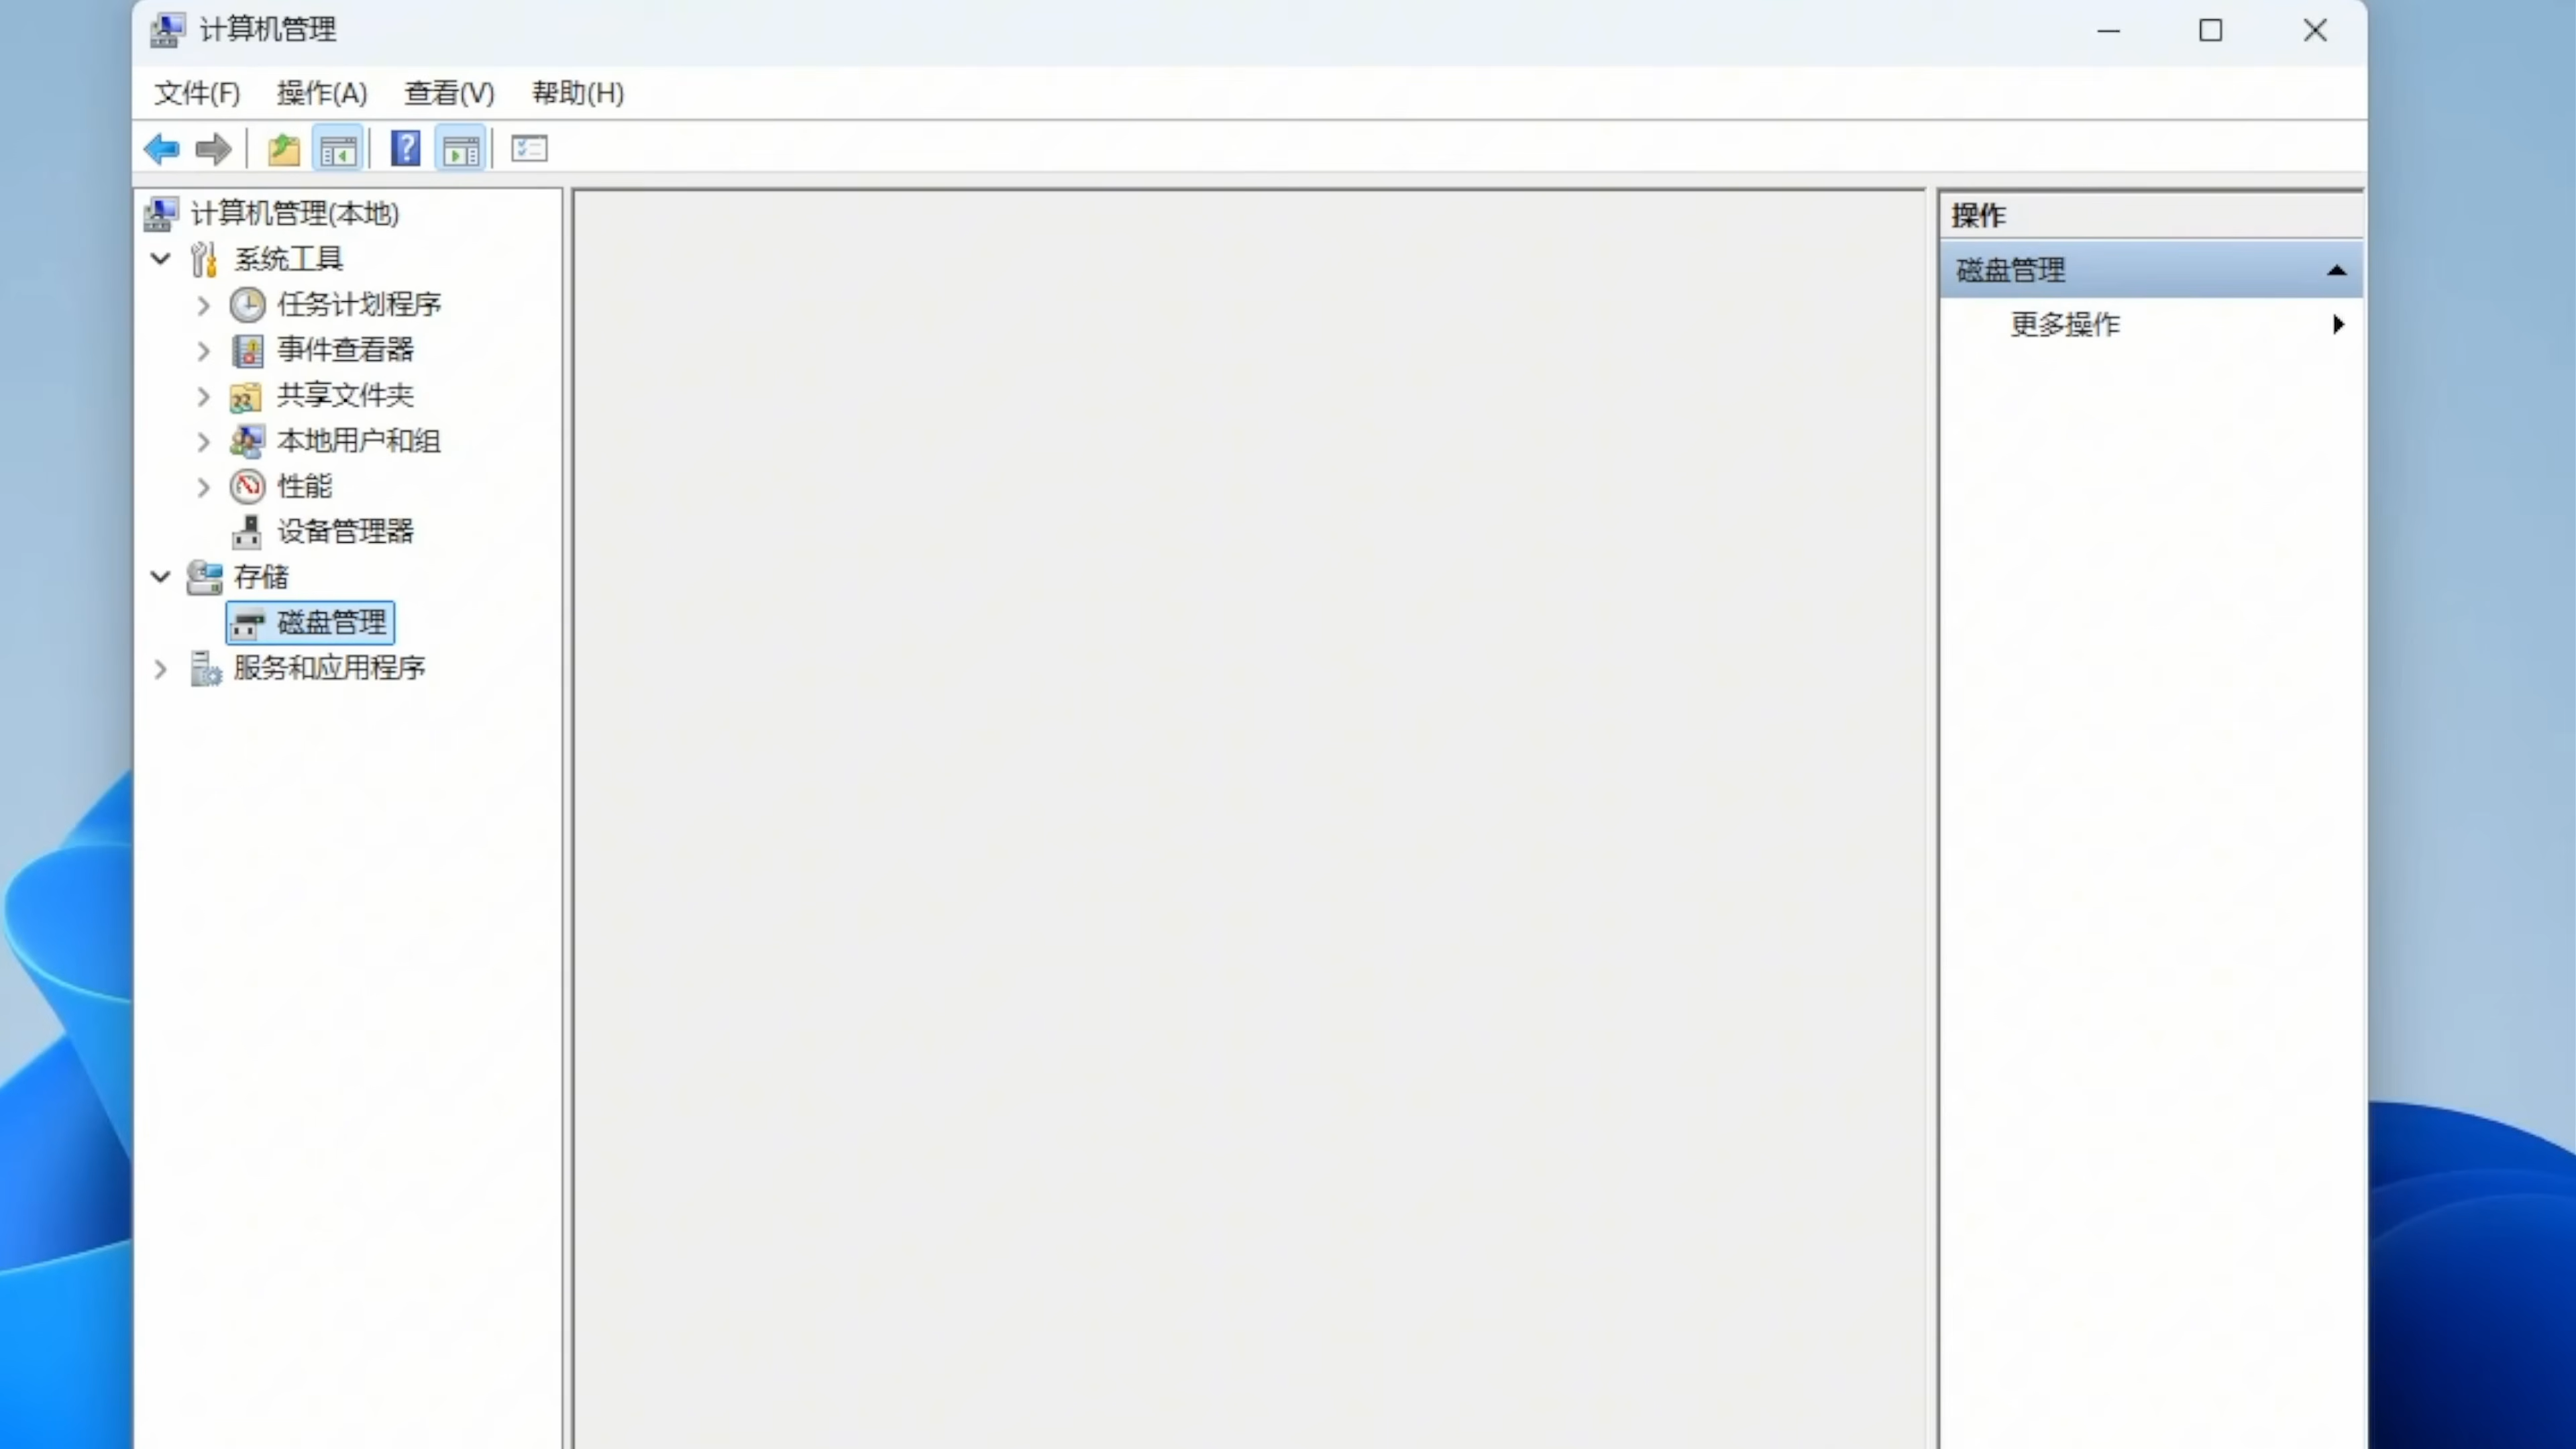 计算机管理
文件(F) 操作(A) 查看(V) 帮助(H)
计算机管理(本地)
系统工具
任务计划程序
事件查看器
共享文件夹
本地用户和组
性能
设备管理器
存储
磁盘管理
服务和应用程序
操作
磁盘管理
更多操作